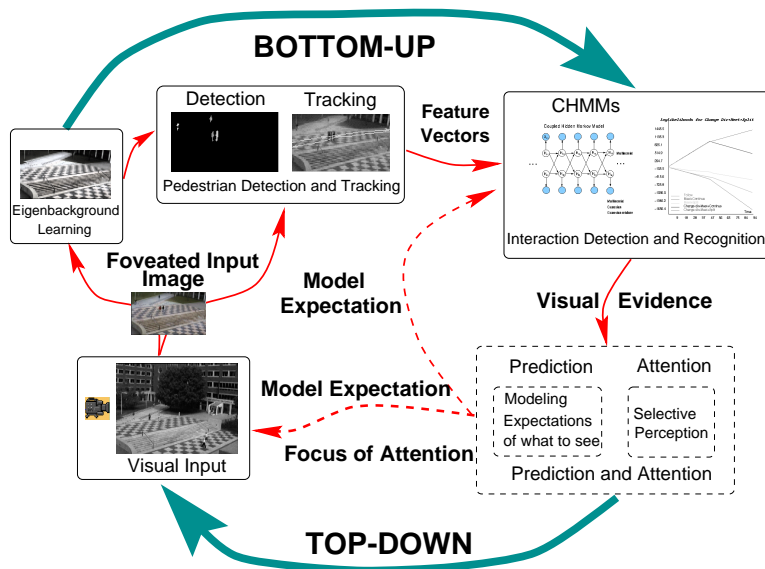 BOTTOM-UP
Detection
Tracking
Pedestrian Detection and Tracking
Feature
Vectors
CHMMs
Coupled Hidden Markov Model
Interaction Detection and Recognition
Eigenbackground
Learning
Foveated Input
Image
Model
Expectation
Visual Evidence
Prediction
Attention
Modeling
Expectations
of what to see
Selective
Perception
Prediction and Attention
Model Expectation
Focus of Attention
Visual Input
TOP-DOWN